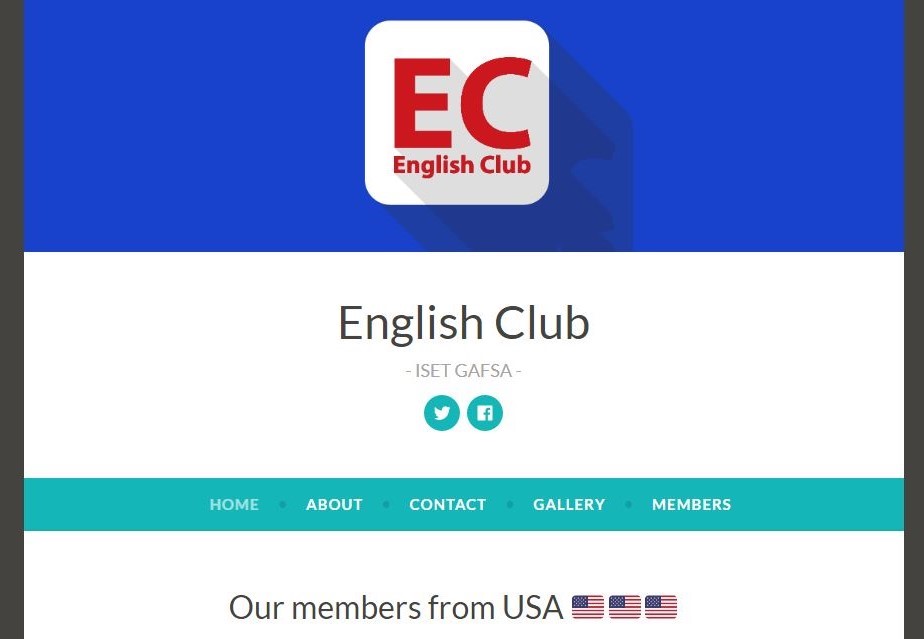 EC
English Club
English Club
- ISET GAFSA -
HOME • ABOUT • CONTACT • GALLERY • MEMBERS
Our members from USA 🇺🇸🇺🇸🇺🇸